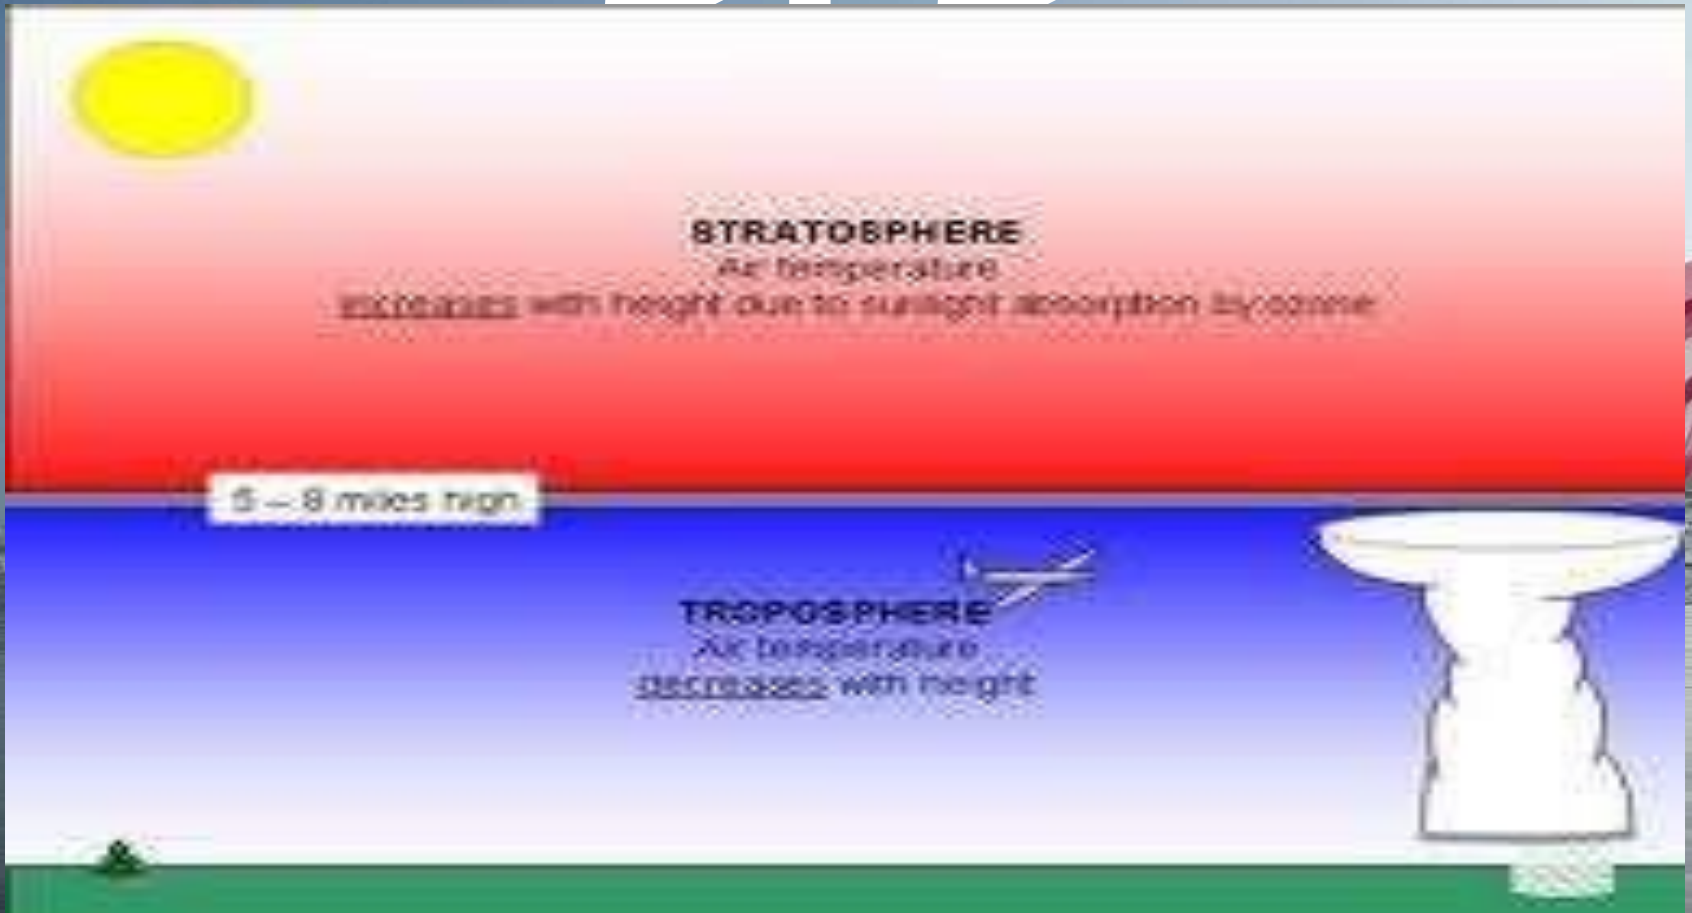 STRATOSPHERE
Air temperature
increases with height due to sunlight absorption by ozone
5 – 8 miles high
TROPOSPHERE
Air temperature
decreases with height